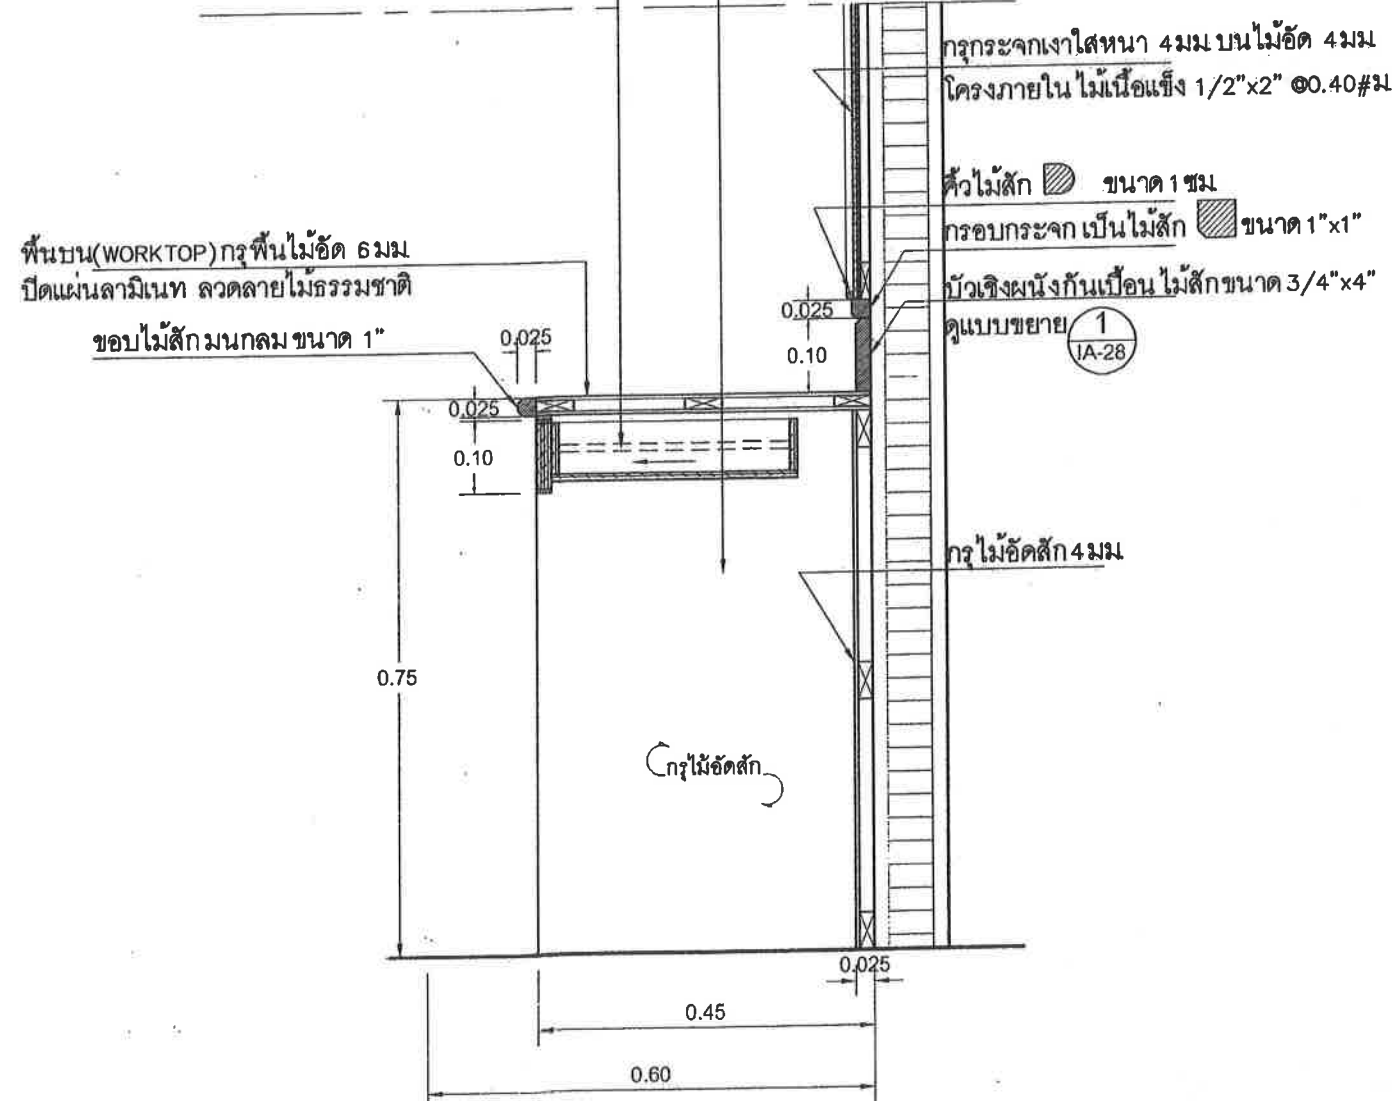 กรุกระจกเงาใสหนา 4มม. บนไม้อัด 4มม.
โครงภายใน ไม้เนื้อแข็ง 1/2"x2" @0.40#ม.
คิ้วไม้สัก ขนาด 1 ซม.
กรอบกระจก เป็นไม้สัก ขนาด 1"x1"
บัวเชิงผนังกันเปื้อน ไม้สักขนาด 3/4"x4"
ดูแบบขยาย 1
IA-28
พื้นบน(WORKTOP)กรุพื้นไม้อัด 6มม.
ปิดแผ่นลามิเนท ลวดลายไม้ธรรมชาติ
ขอบไม้สักมนกลม ขนาด 1"
0.025
0.025
0.10
0.025
0.10
กรุไม้อัดสัก 4มม.
0.75
กรุไม้อัดสัก
0.025
0.45
0.60